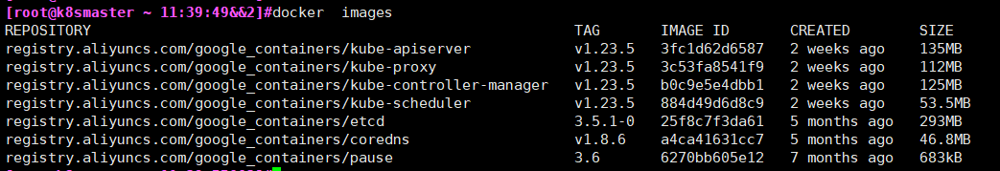 [root@k8smaster ~ 11:39:49&&2]#docker  images
REPOSITORY TAG IMAGE ID CREATED SIZE
registry.aliyuncs.com/google_containers/kube-apiserver v1.23.5 3fc1d62d6587 2 weeks ago 135MB
registry.aliyuncs.com/google_containers/kube-proxy v1.23.5 3c53fa8541f9 2 weeks ago 112MB
registry.aliyuncs.com/google_containers/kube-controller-manager v1.23.5 b0c9e5e4dbb1 2 weeks ago 125MB
registry.aliyuncs.com/google_containers/kube-scheduler v1.23.5 884d49d6d8c9 2 weeks ago 53.5MB
registry.aliyuncs.com/google_containers/etcd 3.5.1-0 25f8c7f3da61 5 months ago 293MB
registry.aliyuncs.com/google_containers/coredns v1.8.6 a4ca41631cc7 5 months ago 46.8MB
registry.aliyuncs.com/google_containers/pause 3.6 6270bb605e12 7 months ago 683kB